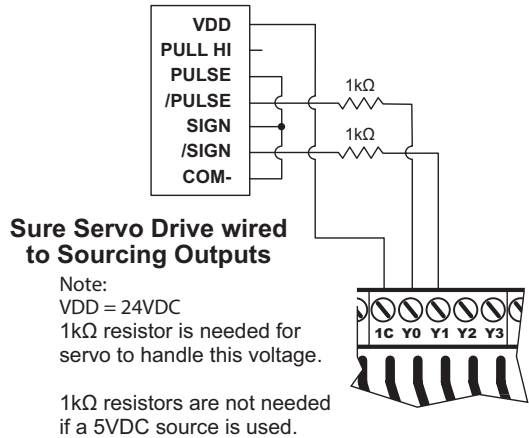 VDD
PULL HI
PULSE
/PULSE
SIGN
/SIGN
COM-
1kΩ
1kΩ
Sure Servo Drive wired
to Sourcing Outputs
Note:
VDD = 24VDC
1kΩ resistor is needed for
servo to handle this voltage.
1kΩ resistors are not needed
if a 5VDC source is used.
1C Y0 Y1 Y2 Y3